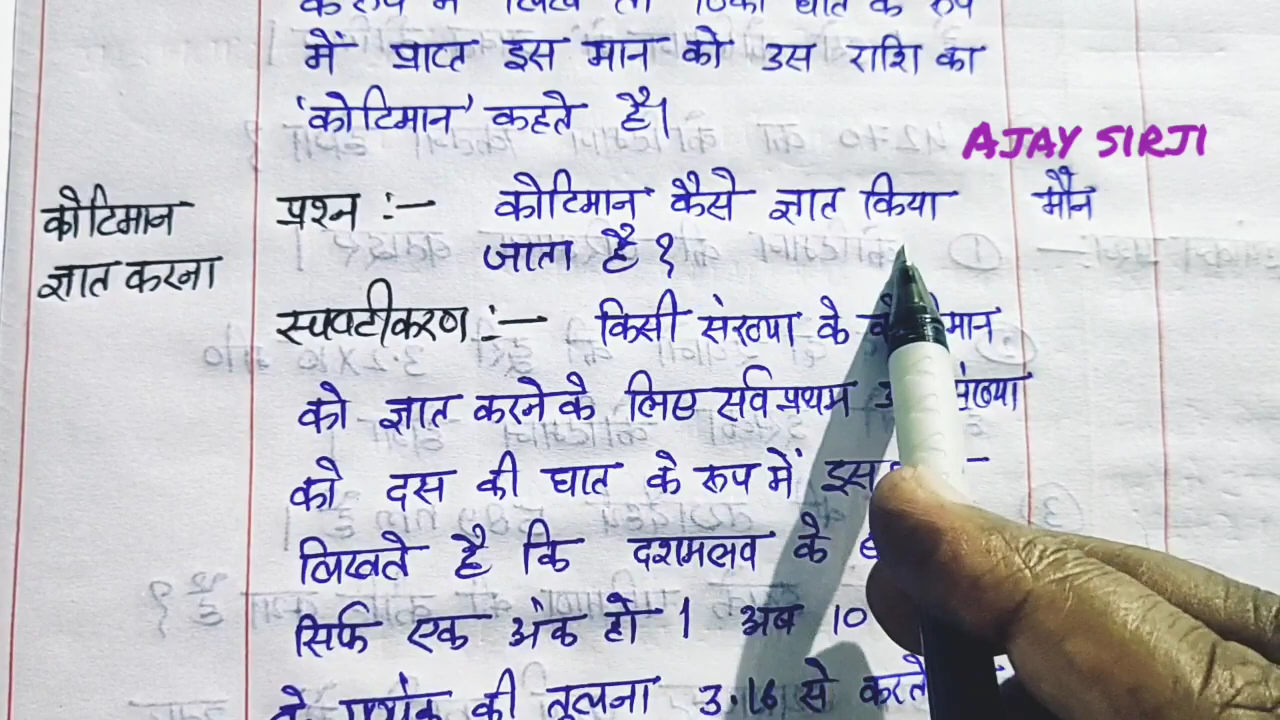 के रूप में लिखें तो
में प्राप्त इस मान को उस राशि का
'कोटिमान' कहते है।
AJAY SIRJI
कोटिमान
ज्ञात करना
प्रश्न :- कोटिमान कैसे ज्ञात किया मौन
जाता है ?
स्पष्टीकरण :- किसी संख्या के
को ज्ञात करने के लिए सर्वप्रथम संख्या
को दस की घात के रूप में
लिखते है कि दशमलव के
सिर्फ एक अंक हो । अब 10
की तुलना 3.16 से करते